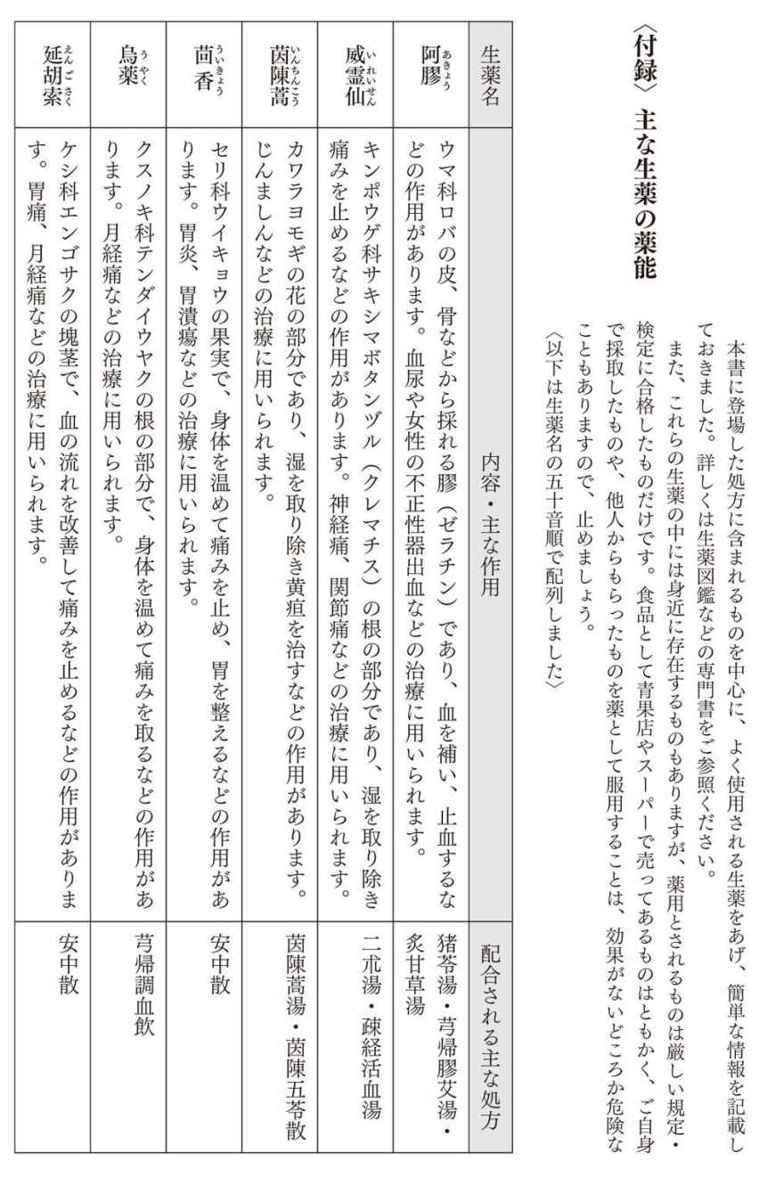 〈付録〉 主な生薬の薬能
本書に登場した処方に含まれるものを中心に、よく使用される生薬をあげ、簡単な情報を記載し
ておきました。詳しくは生薬図鑑などの専門書をご参照ください。
また、これらの生薬の中には身近に存在するものもありますが、薬用とされるものは厳しい規定・
検定に合格したものだけです。食品として青果店やスーパーで売ってあるものはともかく、ご自身
で採取したものや、他人からもらったものを薬として服用することは、効果がないどころか危険な
こともありますので、止めましょう。
〈以下は生薬名の五十音順で配列しました〉
生薬名
内容・主な作用
配合される主な処方
阿膠
あきょう
ウマ科ロバの皮、骨などから採れる膠（ゼラチン）であり、血を補い、止血するな
どの作用があります。血尿や女性の不正性器出血などの治療に用いられます。
猪苓湯・芎帰膠艾湯・
炙甘草湯
威霊仙
いれいせん
キンポウゲ科サキシマボタンヅル（クレマチス）の根の部分であり、湿を取り除き
痛みを止めるなどの作用があります。神経痛、関節痛などの治療に用いられます。
二朮湯・疎経活血湯
茵陳蒿
いんちんこう
カワラヨモギの花の部分であり、湿を取り除き黄疸を治すなどの作用があります。
じんましんなどの治療に用いられます。
茵陳蒿湯・茵陳五苓散
茴香
ういきょう
セリ科ウイキョウの果実で、身体を温めて痛みを止め、胃を整えるなどの作用があ
ります。胃炎、胃潰瘍などの治療に用いられます。
安中散
烏薬
うやく
クスノキ科テンダイウヤクの根の部分で、身体を温めて痛みを取るなどの作用があ
ります。月経痛などの治療に用いられます。
芎帰調血飲
延胡索
えんごさく
ケシ科エンゴサクの塊茎で、血の流れを改善して痛みを止めるなどの作用がありま
す。胃痛、月経痛などの治療に用いられます。
安中散